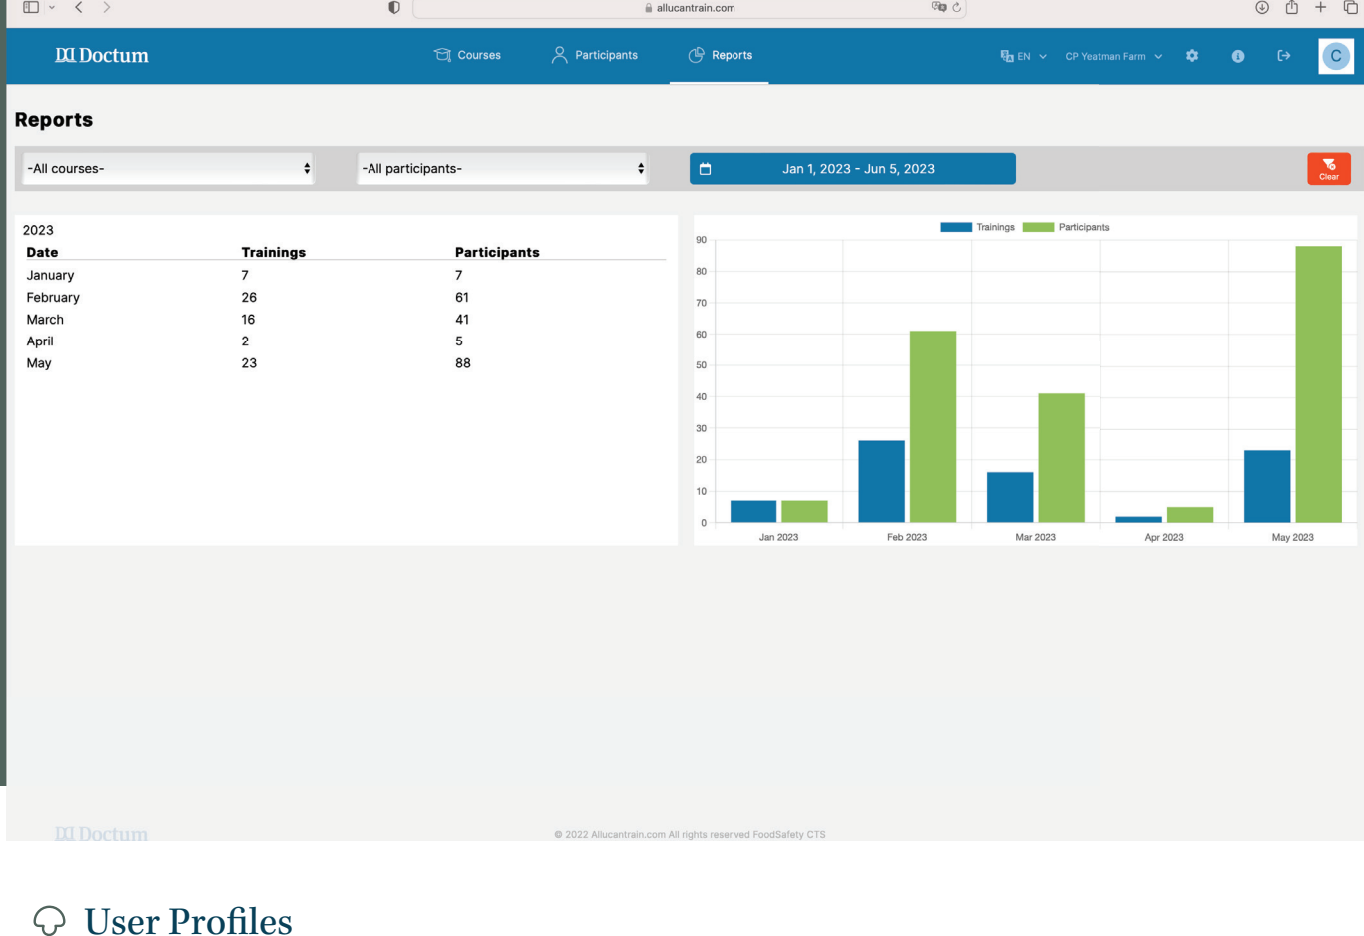 allucantrain.com
Doctum
Courses
Participants
Reports
EN
CP Yeatman Farm
C
Reports
-All courses-
-All participants-
Jan 1, 2023 - Jun 5, 2023
Clear
2023
Date Trainings Participants
January 7 7
February 26 61
March 16 41
April 2 5
May 23 88
Trainings Participants
90
80
70
60
50
40
30
20
10
0
Jan 2023 Feb 2023 Mar 2023 Apr 2023 May 2023
Doctum
© 2022 Allucantrain.com All rights reserved FoodSafety CTS
User Profiles